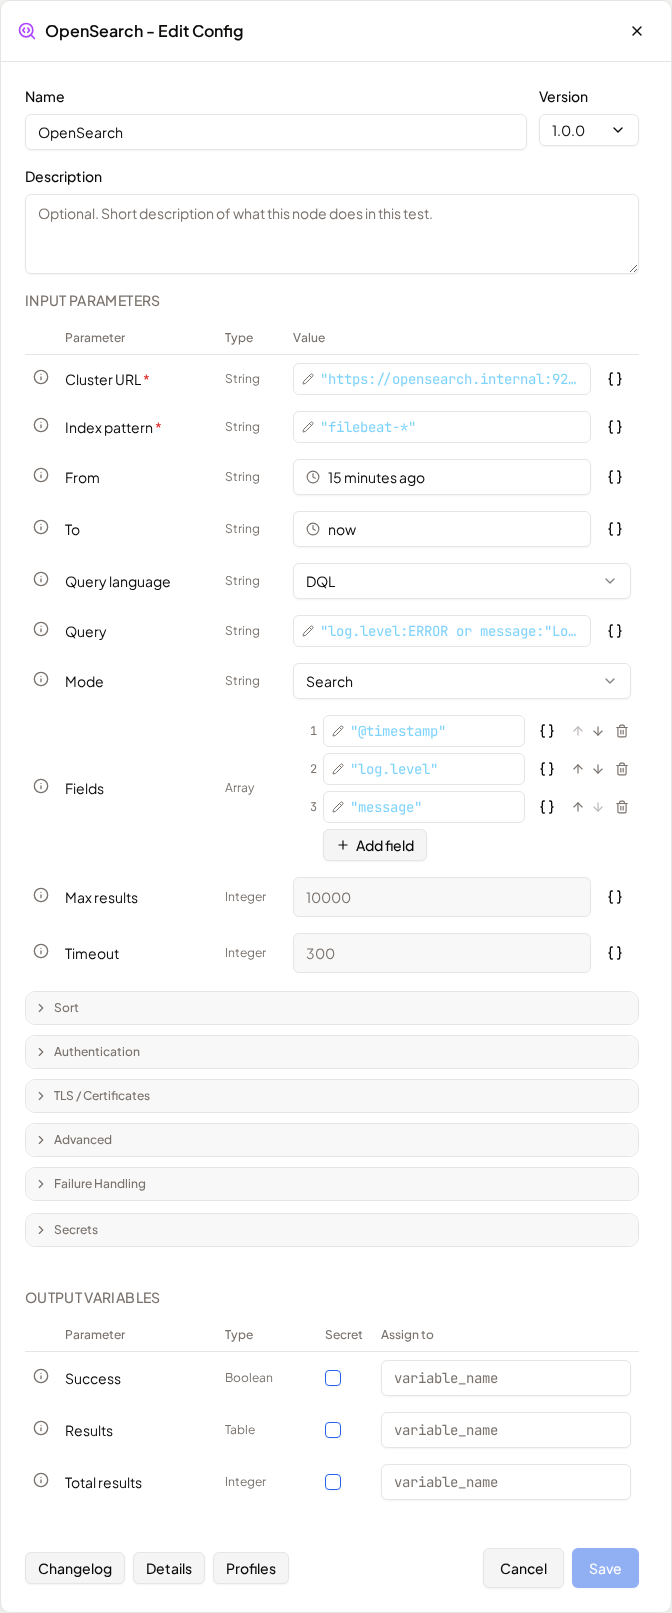 OpenSearch - Edit Config
Name
Version
OpenSearch
1.0.0
Description
Optional. Short description of what this node does in this test.
INPUT PARAMETERS
Parameter Type Value
Cluster URL * String "https://opensearch.internal:92…
Index pattern * String "filebeat-*"
From String 15 minutes ago
To String now
Query language String DQL
Query String "log.level:ERROR or message:"Lo…
Mode String Search
1 "@timestamp"
2 "log.level"
Fields Array
3 "message"
Add field
Max results Integer 10000
Timeout Integer 300
Sort
Authentication
TLS / Certificates
Advanced
Failure Handling
Secrets
OUTPUT VARIABLES
Parameter Type Secret Assign to
Success Boolean variable_name
Results Table variable_name
Total results Integer variable_name
Changelog Details Profiles Cancel Save